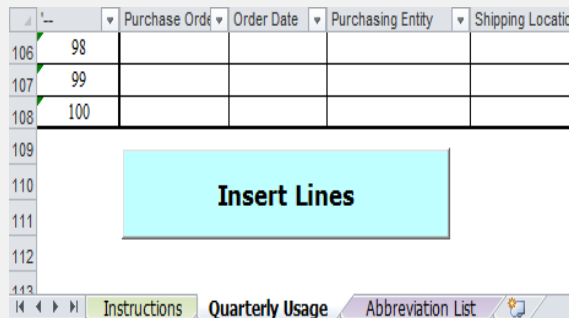 '-- Purchase Orde Order Date Purchasing Entity Shipping Locatio
106 98
107 99
108 100
109
110 Insert Lines
111
112
113
Instructions Quarterly Usage Abbreviation List